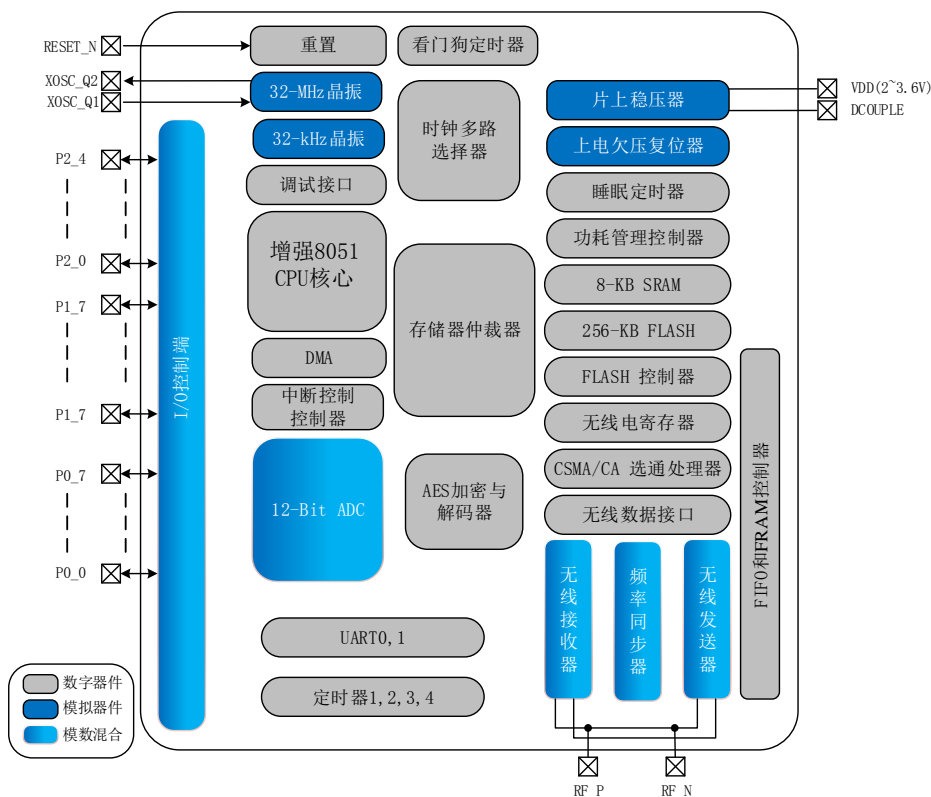 RESET_N
XOSC_Q2
XOSC_Q1
P2_4
P2_0
P1_7
P1_7
P0_7
P0_0
I/O控制端
重置
看门狗定时器
32-MHz晶振
32-kHz晶振
时钟多路
选择器
调试接口
增强8051
CPU核心
存储器仲裁器
DMA
中断控制
控制器
12-Bit ADC
AES加密与
解码器
UART0,1
定时器1,2,3,4
片上稳压器
上电欠压复位器
睡眠定时器
功耗管理控制器
8-KB SRAM
256-KB FLASH
FLASH 控制器
无线电寄存器
CSMA/CA 选通处理器
无线数据接口
无线接收器
频率同步器
无线发送器
FIFO和FRAM控制器
VDD(2~3.6V)
DCOUPLE
RF_P
RF_N
数字器件
模拟器件
模数混合